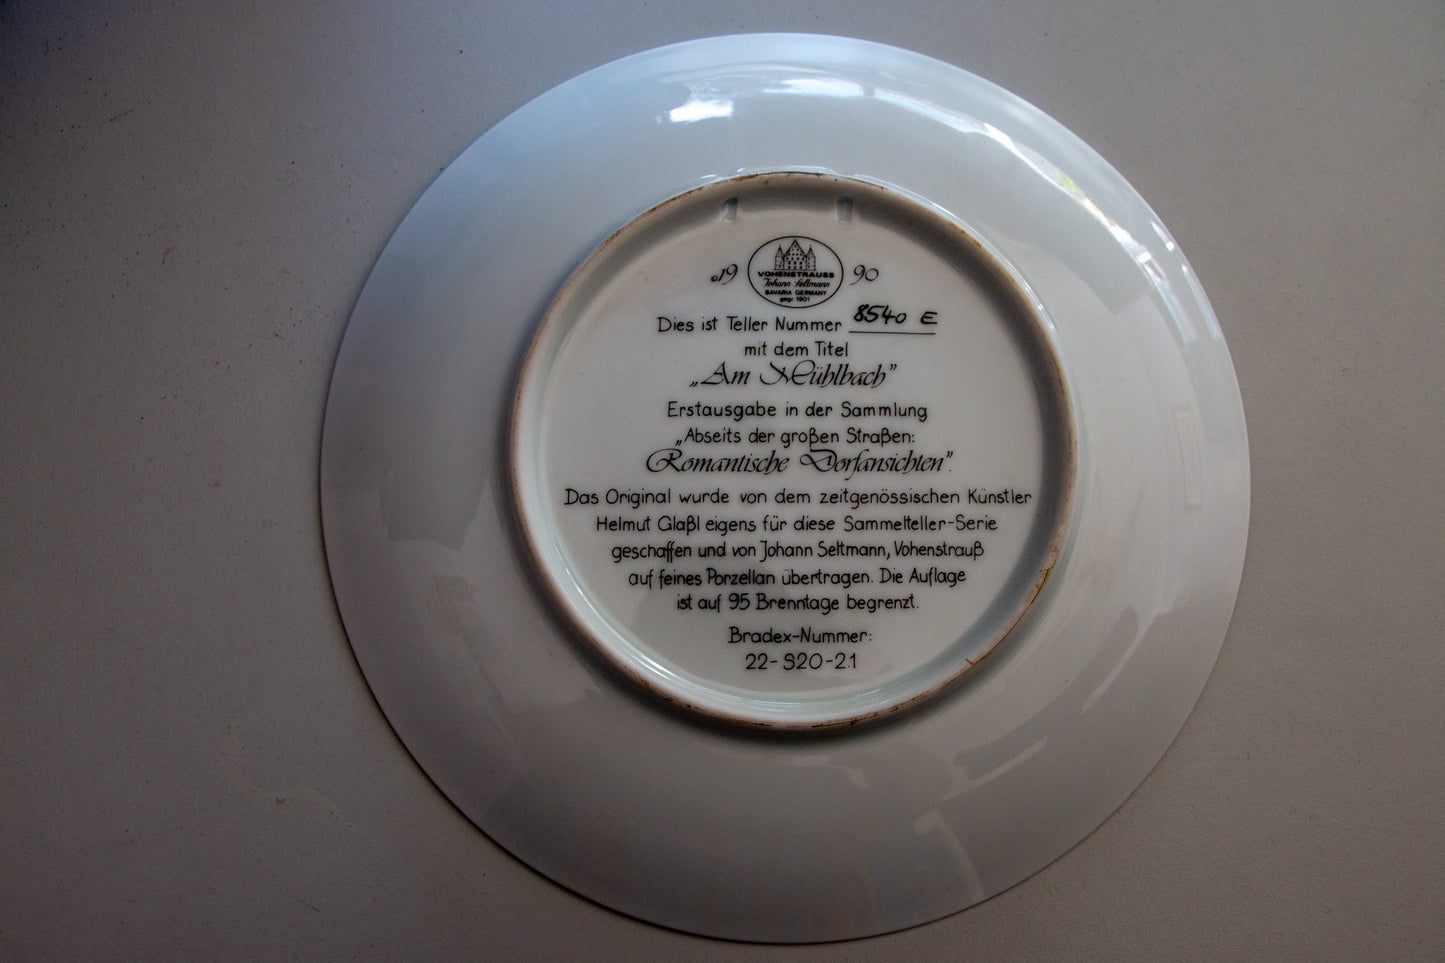 19 90
VOHENSTRAUSS
Johann Seltmann
BAVARIA GERMANY
gegr. 1901
Dies ist Teller Nummer 8540 E
mit dem Titel
„Am Mühlbach”
Erstausgabe in der Sammlung
„Abseits der großen Straßen:
Romantische Dorfansichten”.
Das Original wurde von dem zeitgenössischen Künstler
Helmut Glaßl eigens für diese Sammelteller-Serie
geschaffen und von Johann Seltmann, Vohenstrauß
auf feines Porzellan übertragen. Die Auflage
ist auf 95 Brenntage begrenzt.
Bradex-Nummer:
22-S20-2.1